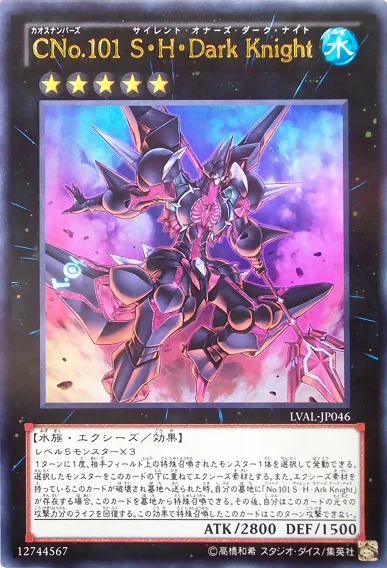 カオスナンバーズ サイレント・オナーズ・ダーク・ナイト
CNo.101 S・H・Dark Knight
水
LVAL-JP046
【水族・エクシーズ/効果】
レベル5モンスター×3
1ターンに1度、相手フィールド上の特殊召喚されたモンスター1体を選択して発動できる。
選択したモンスターをこのカードの下に重ねてエクシーズ素材とする。また、エクシーズ素材を
持っているこのカードが破壊され墓地へ送られた時、自分の墓地に「No.101 S・H・Ark Knight」
が存在する場合、このカードを墓地から特殊召喚できる。その後、自分はこのカードの元々の
攻撃力分のライフを回復する。この効果で特殊召喚したこのカードはこのターン攻撃できない。
ATK/2800 DEF/1500
12744567
©高橋和希 スタジオ・ダイス/集英社